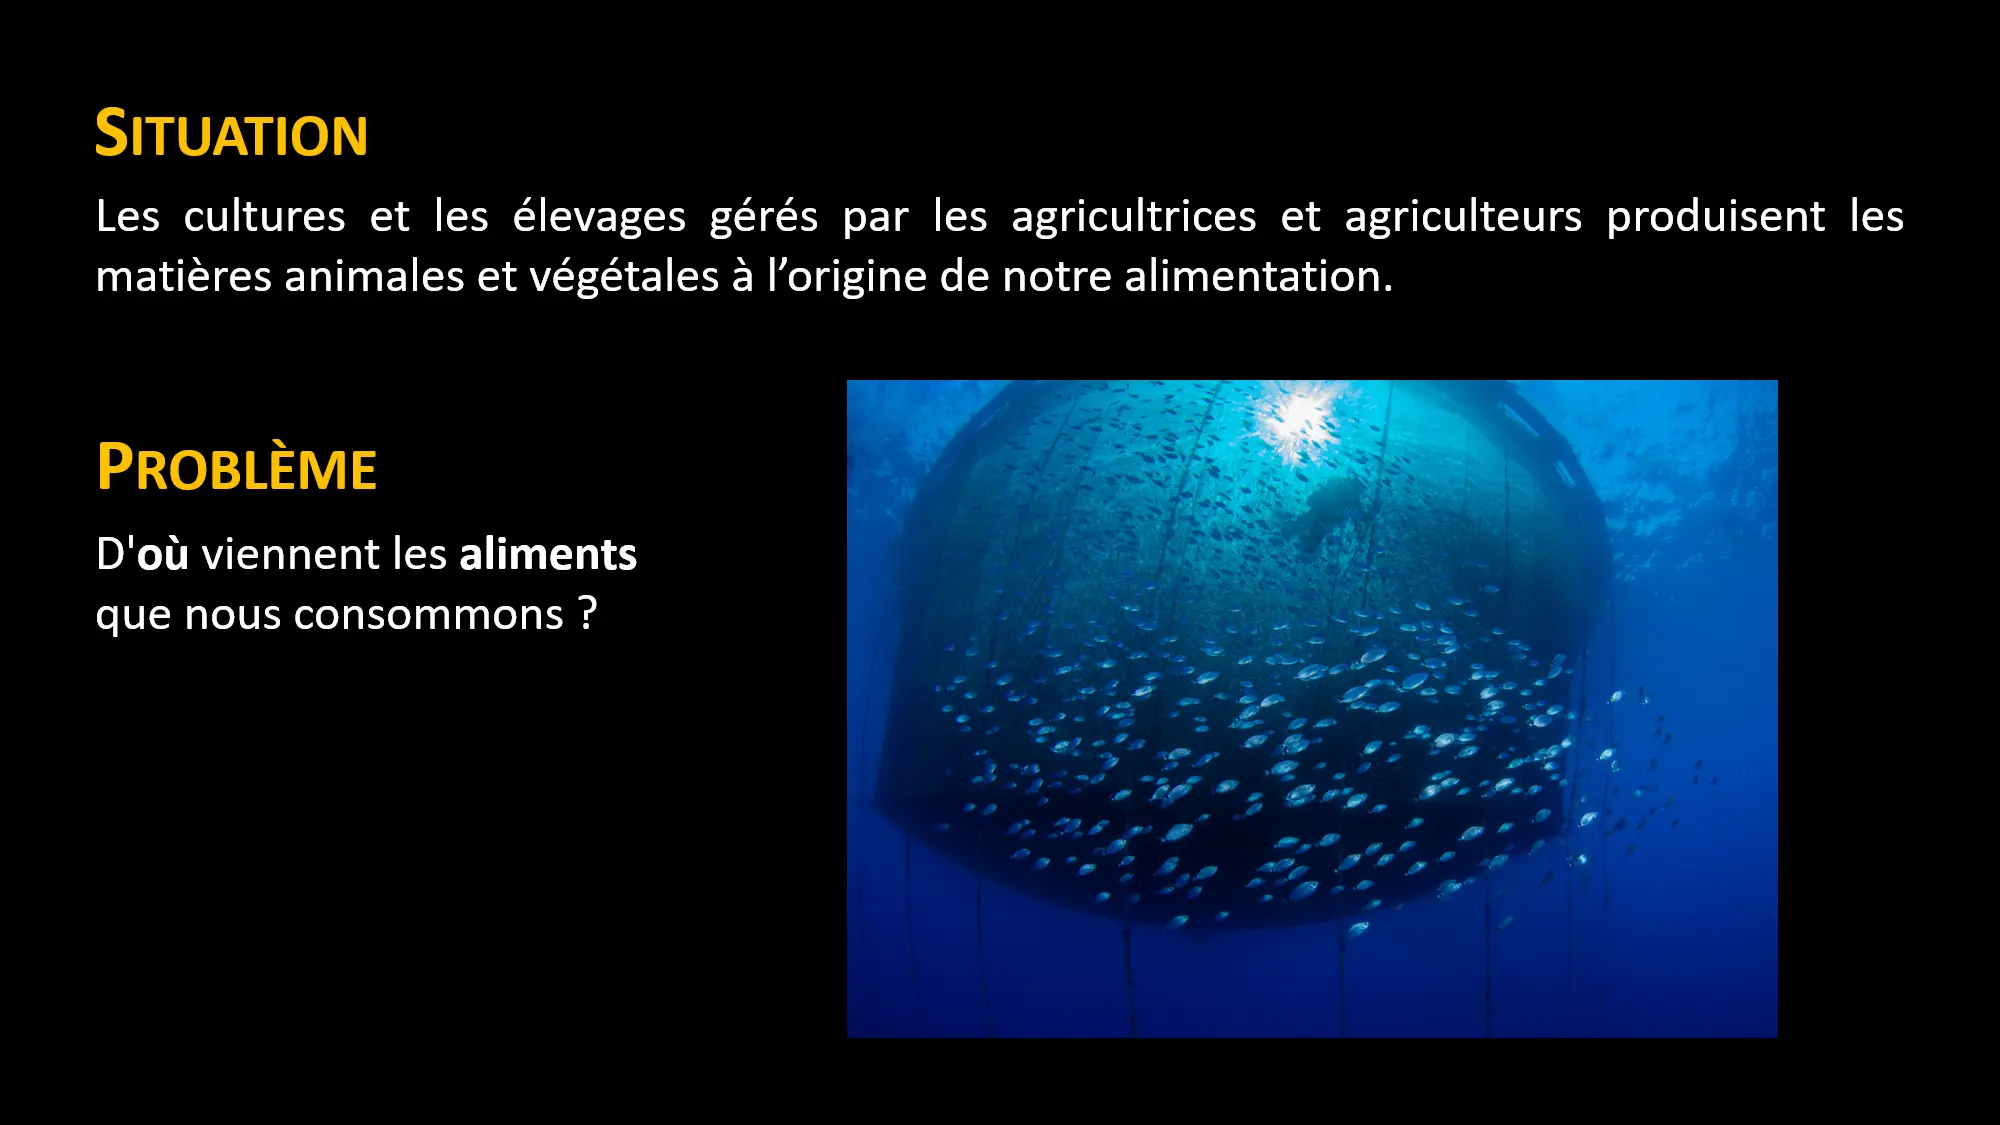 SITUATION
Les cultures et les élevages gérés par les agricultrices et agriculteurs produisent les
matières animales et végétales à l’origine de notre alimentation.
PROBLÈME
D'où viennent les aliments
que nous consommons ?